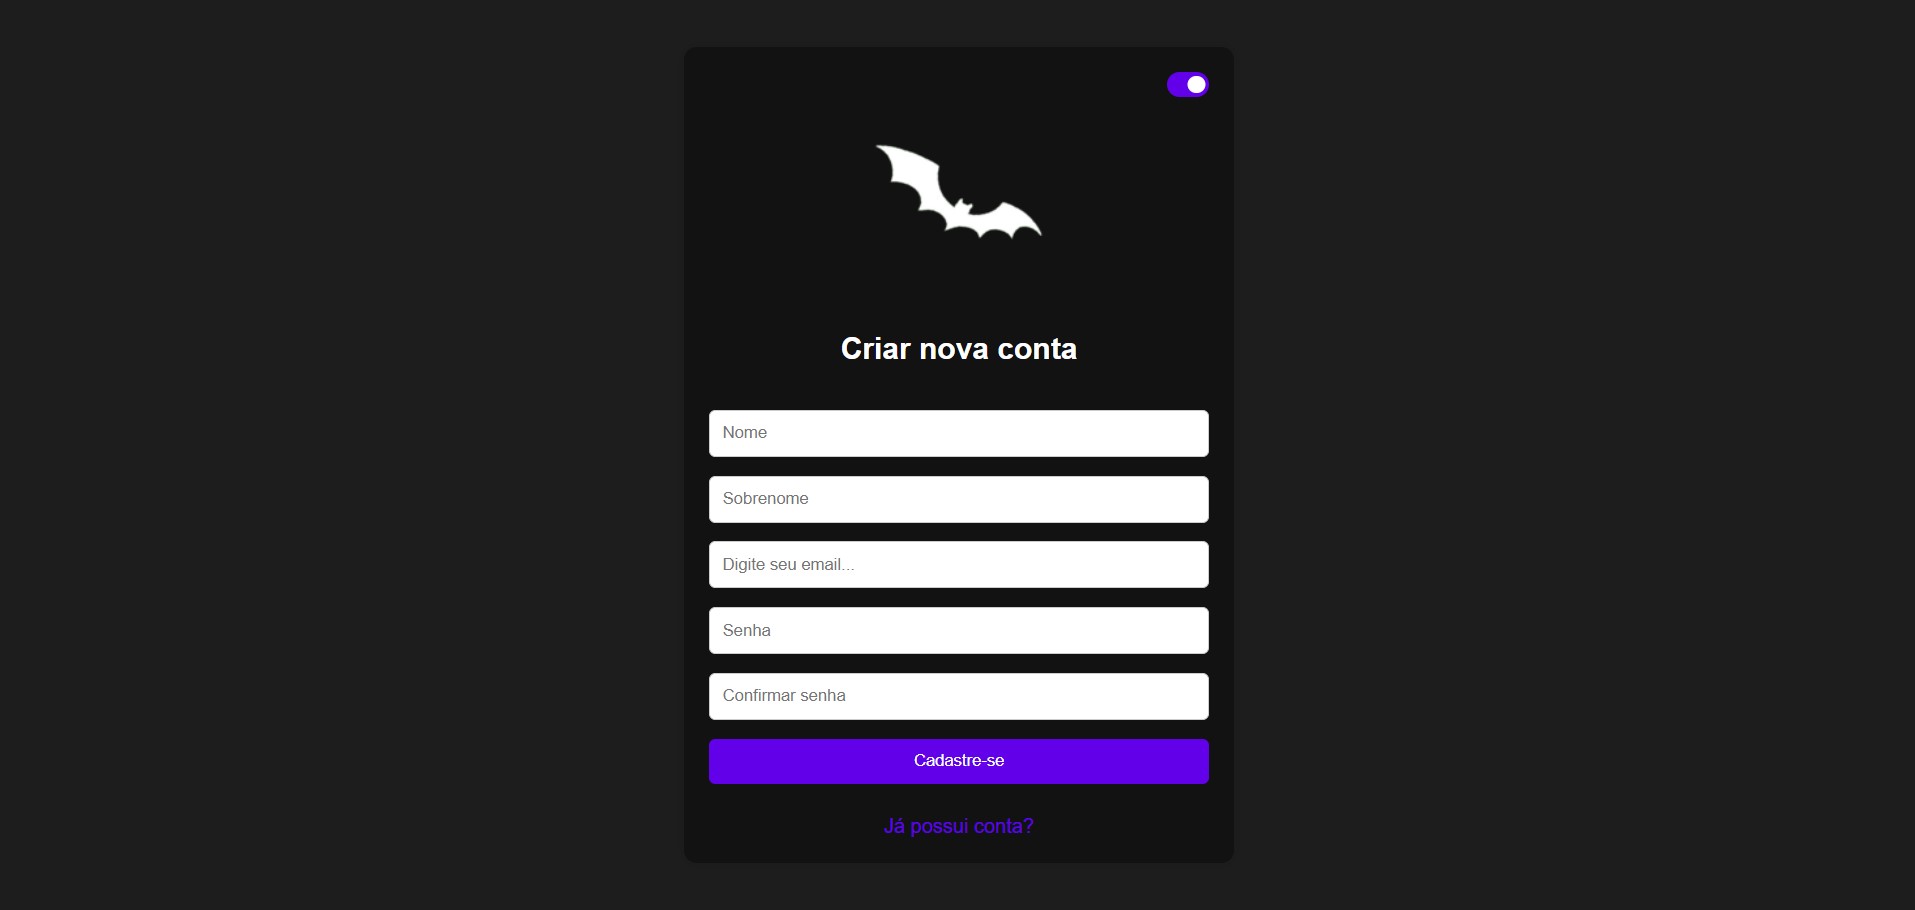 Criar nova conta
Nome
Sobrenome
Digite seu email...
Senha
Confirmar senha
Cadastre-se
Já possui conta?